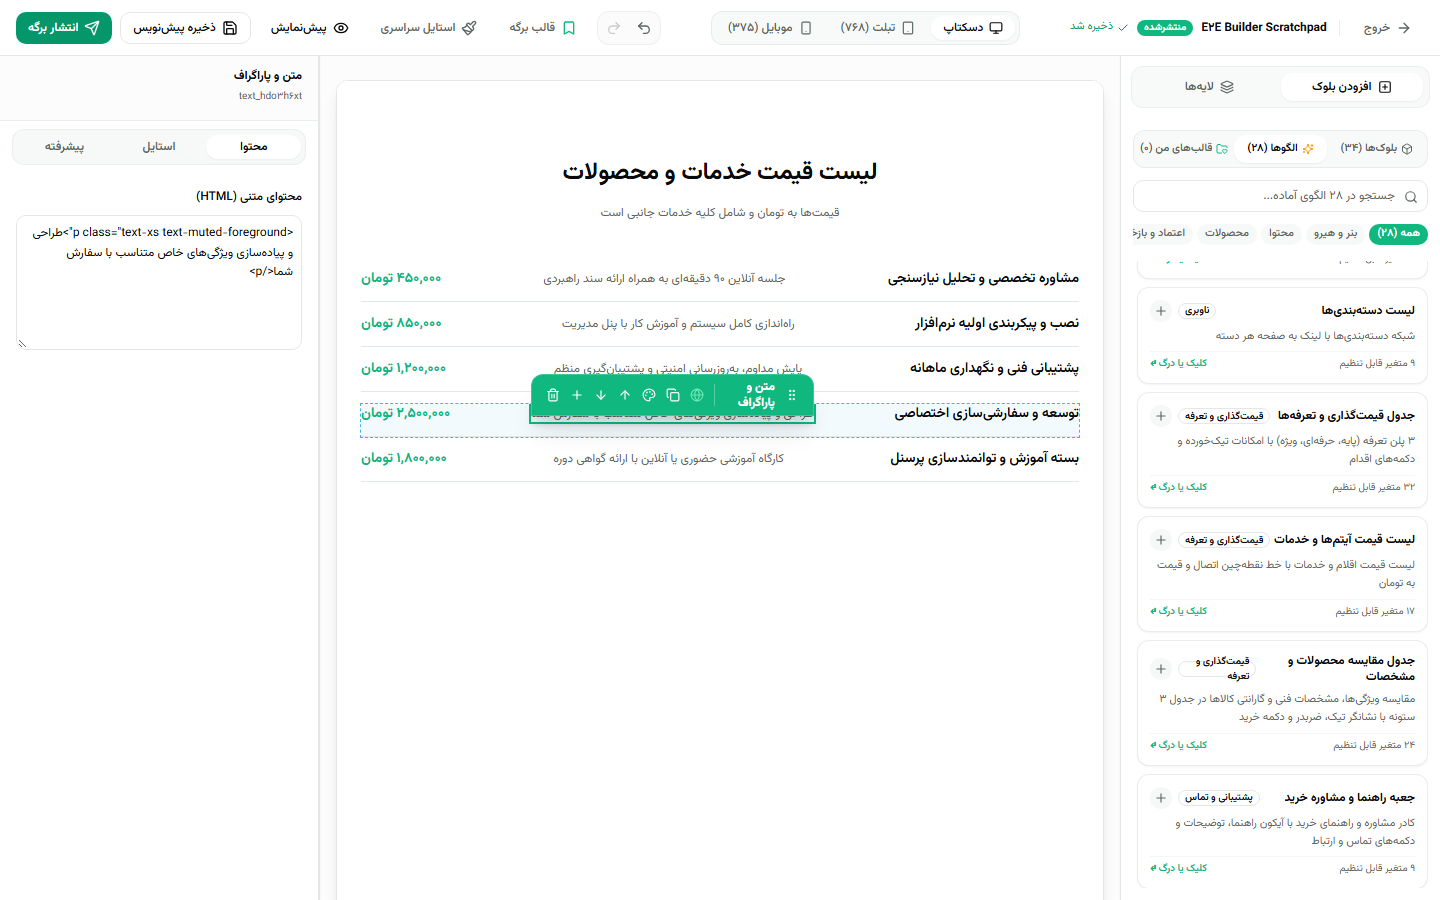 خروج
E۲E Builder Scratchpad
منتشرشده
ذخیره شد
دسکتاپ
تبلت (۷۶۸)
موبایل (۳۷۵)
قالب برگه
استایل سراسری
پیش‌نمایش
ذخیره پیش‌نویس
انتشار برگه
افزودن بلوک
لایه‌ها
بلوک‌ها (۳۴)
الگوها (۲۸)
قالب‌های من (۰)
جستجو در ۲۸ الگوی آماده...
همه (۲۸)
بنر و هیرو
محتوا
محصولات
اعتماد و بازخ
لیست دسته‌بندی‌ها
ناوبری
شبکه دسته‌بندی‌ها با لینک به صفحه هر دسته
۹ متغیر قابل تنظیم
کلیک یا درگ
جدول قیمت‌گذاری و تعرفه‌ها
قیمت‌گذاری و تعرفه
۳ پلن تعرفه (پایه، حرفه‌ای، ویژه) با امکانات تیک‌خورده و
دکمه‌های اقدام
۳۲ متغیر قابل تنظیم
کلیک یا درگ
لیست قیمت آیتم‌ها و خدمات
قیمت‌گذاری و تعرفه
لیست قیمت اقلام و خدمات با خط نقطه‌چین اتصال و قیمت
به تومان
۱۷ متغیر قابل تنظیم
کلیک یا درگ
جدول مقایسه محصولات و
مشخصات
قیمت‌گذاری و
تعرفه
مقایسه ویژگی‌ها، مشخصات فنی و گارانتی کالاها در جدول ۳
ستونه با نشانگر تیک، ضربدر و دکمه خرید
۲۴ متغیر قابل تنظیم
کلیک یا درگ
جعبه راهنما و مشاوره خرید
پشتیبانی و تماس
کادر مشاوره و راهنمای خرید با آیکون راهنما، توضیحات و
دکمه‌های تماس و ارتباط
۹ متغیر قابل تنظیم
کلیک یا درگ
لیست قیمت خدمات و محصولات
قیمت‌ها به تومان و شامل کلیه خدمات جانبی است
مشاوره تخصصی و تحلیل نیازسنجی
جلسه آنلاین ۹۰ دقیقه‌ای به همراه ارائه سند راهبردی
۴۵۰,۰۰۰ تومان
نصب و پیکربندی اولیه نرم‌افزار
راه‌اندازی کامل سیستم و آموزش کار با پنل مدیریت
۸۵۰,۰۰۰ تومان
پشتیبانی فنی و نگهداری ماهانه
پایش مداوم، به‌روزرسانی امنیتی و پشتیبان‌گیری منظم
۱,۲۰۰,۰۰۰ تومان
متن و
پاراگراف
توسعه و سفارشی‌سازی اختصاصی
۲,۵۰۰,۰۰۰ تومان
بسته آموزش و توانمندسازی پرسنل
کارگاه آموزشی حضوری یا آنلاین با ارائه گواهی دوره
۱,۸۰۰,۰۰۰ تومان
متن و پاراگراف
text_hdo۳h۶xt
محتوا
استایل
پیشرفته
محتوای متنی (HTML)
<p class="text-xs text-muted-foreground">طراحی
و پیاده‌سازی ویژگی‌های خاص متناسب با سفارش
شما</p>